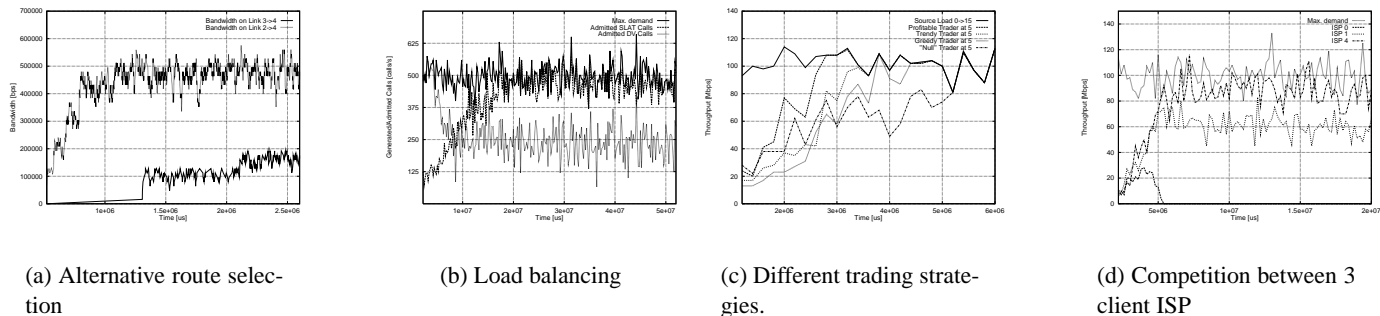 Bandwidth on Link 3->4
Bandwidth on Link 2->4
700000
600000
500000
400000
300000
200000
100000
0
Bandwidth [bps]
1e+06
1.5e+06
2e+06
2.5e+06
Time [us]
(a) Alternative route selec-
tion
Max. demand
Admitted SLAT Calls
Admitted DV Calls
625
500
375
250
125
Generated/Admitted Calls [calls/s]
1e+07
2e+07
3e+07
4e+07
5e+07
Time [us]
(b) Load balancing
Source Load 0->15
Profitable Trader at 5
Trendy Trader at 5
Greedy Trader at 5
"Null" Trader at 5
140
120
100
80
60
40
20
0
Throughput [Mbps]
2e+06
3e+06
4e+06
5e+06
6e+06
Time [us]
(c) Different trading strate-
gies.
Max. demand
ISP 0
ISP 1
ISP 4
140
120
100
80
60
40
20
0
Throughput [Mbps]
5e+06
1e+07
1.5e+07
2e+07
Time [us]
(d) Competition between 3
client ISP